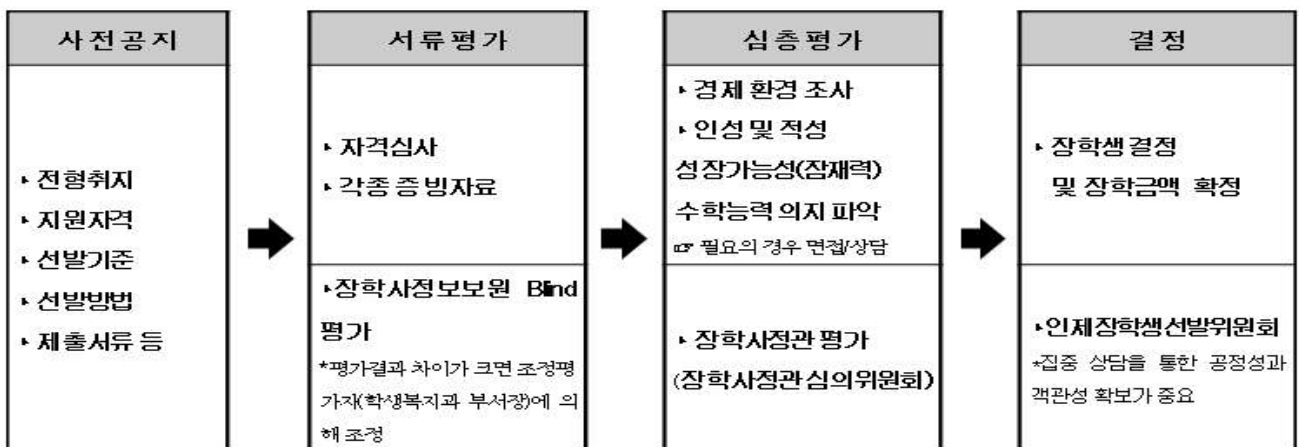 사전공지
▸전형취지
▸지원자격
▸선발기준
▸선발방법
▸제출서류 등
서류평가
▸자격심사
▸각종 증빙자료
▸장학사정보보원 Blind
평가
*평가결과 차이가 크면 조정평
가자(학생복지과 부서장)에 의
해 조정
심층평가
▸경제 환경 조사
▸인성 및 적성
성장가능성(잠재력)
수학능력 의지 파악
☞ 필요의 경우 면접/상담
▸장학사정관 평가
(장학사정관 심의위원회)
결정
▸장학생 결정
및 장학금액 확정
▸인제장학생선발위원회
*집중 상담을 통한 공정성과
객관성 확보가 중요